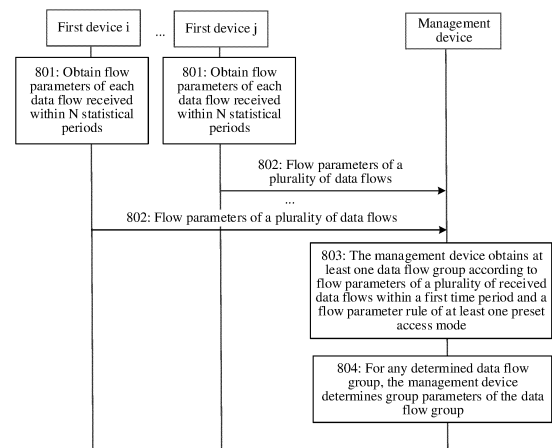 First device i
...
First device j
Management
device
801: Obtain flow
parameters of each
data flow received
within N statistical
periods
801: Obtain flow
parameters of each
data flow received
within N statistical
periods
802: Flow parameters of a
plurality of data flows
...
802: Flow parameters of a plurality of data flows
803: The management device obtains at
least one data flow group according to
flow parameters of a plurality of received
data flows within a first time period and a
flow parameter rule of at least one preset
access mode
804: For any determined data flow
group, the management device
determines group parameters of the data
flow group